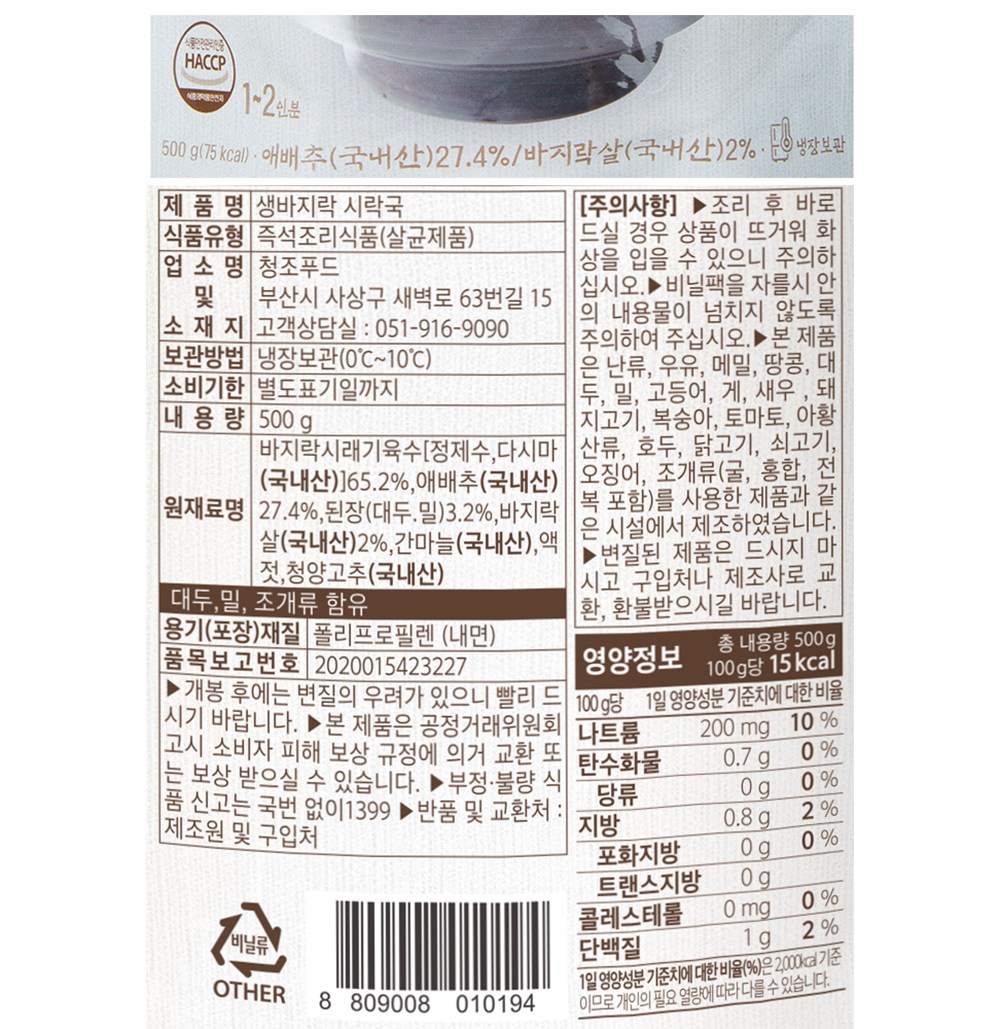 식품안전관리인증
HACCP
식품의약품안전처
1~2인분
500 g(75 kcal) · 애배추(국내산)27.4%/바지락살(국내산)2% · 냉장보관
제 품 명 생바지락 시락국
식품유형 즉석조리식품(살균제품)
업 소 명 청조푸드
및 부산시 사상구 새벽로 63번길 15
소 재 지 고객상담실 : 051-916-9090
보관방법 냉장보관(0℃~10℃)
소비기한 별도표기일까지
내 용 량 500 g
원재료명
바지락시래기육수[정제수,다시마
(국내산)]65.2%,애배추(국내산)
27.4%,된장(대두.밀)3.2%,바지락
살(국내산)2%,간마늘(국내산),액
젓,청양고추(국내산)
대두,밀, 조개류 함유
용기(포장)재질 폴리프로필렌 (내면)
품목보고번호 2020015423227
▶개봉 후에는 변질의 우려가 있으니 빨리 드
시기 바랍니다. ▶본 제품은 공정거래위원회
고시 소비자 피해 보상 규정에 의거 교환 또
는 보상 받으실 수 있습니다. ▶부정·불량 식
품 신고는 국번 없이1399 ▶반품 및 교환처 :
제조원 및 구입처
비닐류
OTHER
8 809008 010194
[주의사항] ▶조리 후 바로
드실 경우 상품이 뜨거워 화
상을 입을 수 있으니 주의하
십시오.▶비닐팩을 자를시 안
의 내용물이 넘치지 않도록
주의하여 주십시오.▶본 제품
은 난류, 우유, 메밀, 땅콩, 대
두, 밀, 고등어, 게, 새우 , 돼
지고기, 복숭아, 토마토, 아황
산류, 호두, 닭고기, 쇠고기,
오징어, 조개류(굴, 홍합, 전
복 포함)를 사용한 제품과 같
은 시설에서 제조하였습니다.
▶변질된 제품은 드시지 마
시고 구입처나 제조사로 교
환, 환불받으시길 바랍니다.
영양정보
총 내용량 500 g
100 g당 15 kcal
100 g당 1일 영양성분 기준치에 대한 비율
나트륨 200 mg 10 %
탄수화물 0.7 g 0 %
당류 0 g 0 %
지방 0.8 g 2 %
포화지방 0 g 0 %
트랜스지방 0 g
콜레스테롤 0 mg 0 %
단백질 1 g 2 %
1일 영양성분 기준치에 대한 비율(%)은 2,000kcal 기준
이므로 개인의 필요 열량에 따라 다를 수 있습니다.